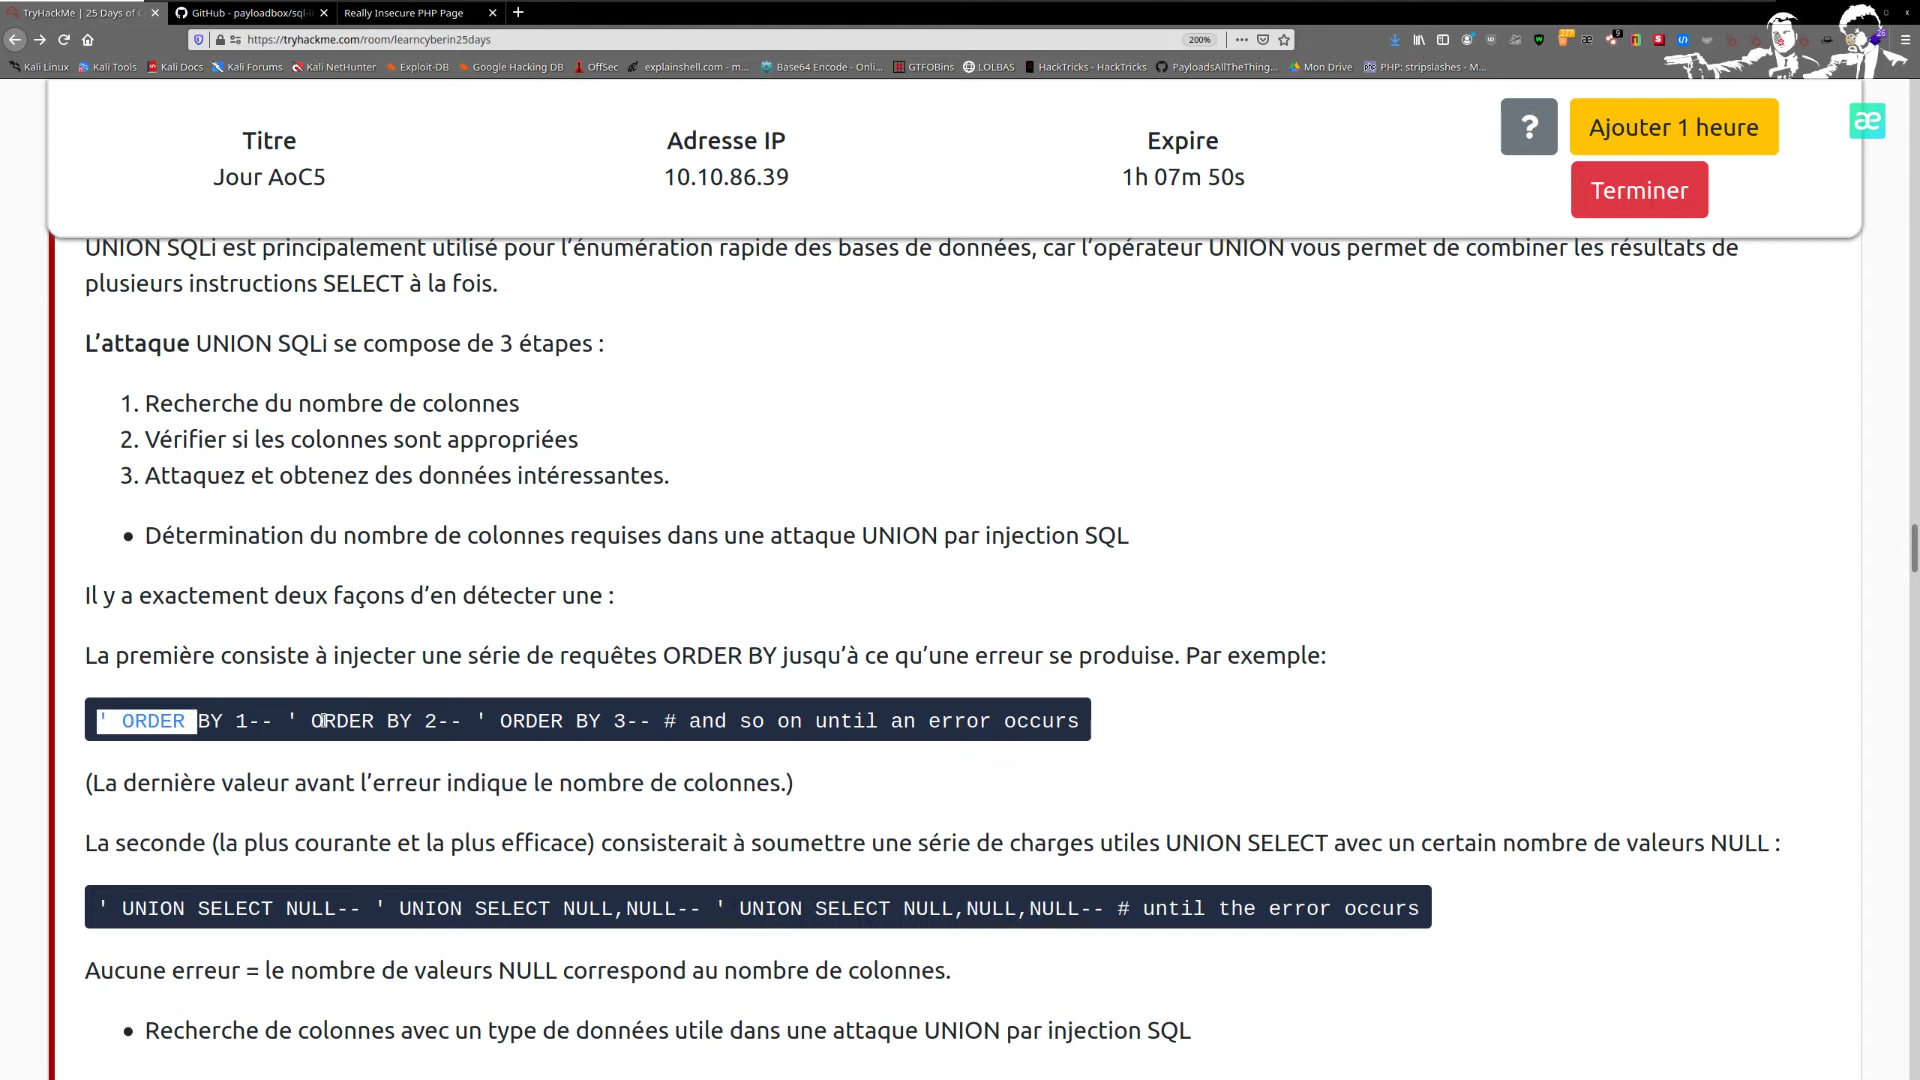 TryHackMe | 25 Days of C
GitHub - payloadbox/sql-i
Really Insecure PHP Page
https://tryhackme.com/room/learncyberin25days
200%
Kali Linux Kali Tools Kali Docs Kali Forums Kali NetHunter Exploit-DB Google Hacking DB OffSec explainshell.com - m... Base64 Encode - Onli... GTFOBins LOLBAS HackTricks - HackTricks PayloadsAllTheThing... Mon Drive PHP: stripslashes - M...
Titre Adresse IP Expire
Jour AoC5 10.10.86.39 1h 07m 50s
? Ajouter 1 heure
Terminer
æ
UNION SQLi est principalement utilisé pour l’énumération rapide des bases de données, car l’opérateur UNION vous permet de combiner les résultats de
plusieurs instructions SELECT à la fois.
L’attaque UNION SQLi se compose de 3 étapes :
1. Recherche du nombre de colonnes
2. Vérifier si les colonnes sont appropriées
3. Attaquez et obtenez des données intéressantes.
• Détermination du nombre de colonnes requises dans une attaque UNION par injection SQL
Il y a exactement deux façons d’en détecter une :
La première consiste à injecter une série de requêtes ORDER BY jusqu’à ce qu’une erreur se produise. Par exemple:
' ORDER BY 1-- ' ORDER BY 2-- ' ORDER BY 3-- # and so on until an error occurs
(La dernière valeur avant l’erreur indique le nombre de colonnes.)
La seconde (la plus courante et la plus efficace) consisterait à soumettre une série de charges utiles UNION SELECT avec un certain nombre de valeurs NULL :
' UNION SELECT NULL-- ' UNION SELECT NULL,NULL-- ' UNION SELECT NULL,NULL,NULL-- # until the error occurs
Aucune erreur = le nombre de valeurs NULL correspond au nombre de colonnes.
• Recherche de colonnes avec un type de données utile dans une attaque UNION par injection SQL